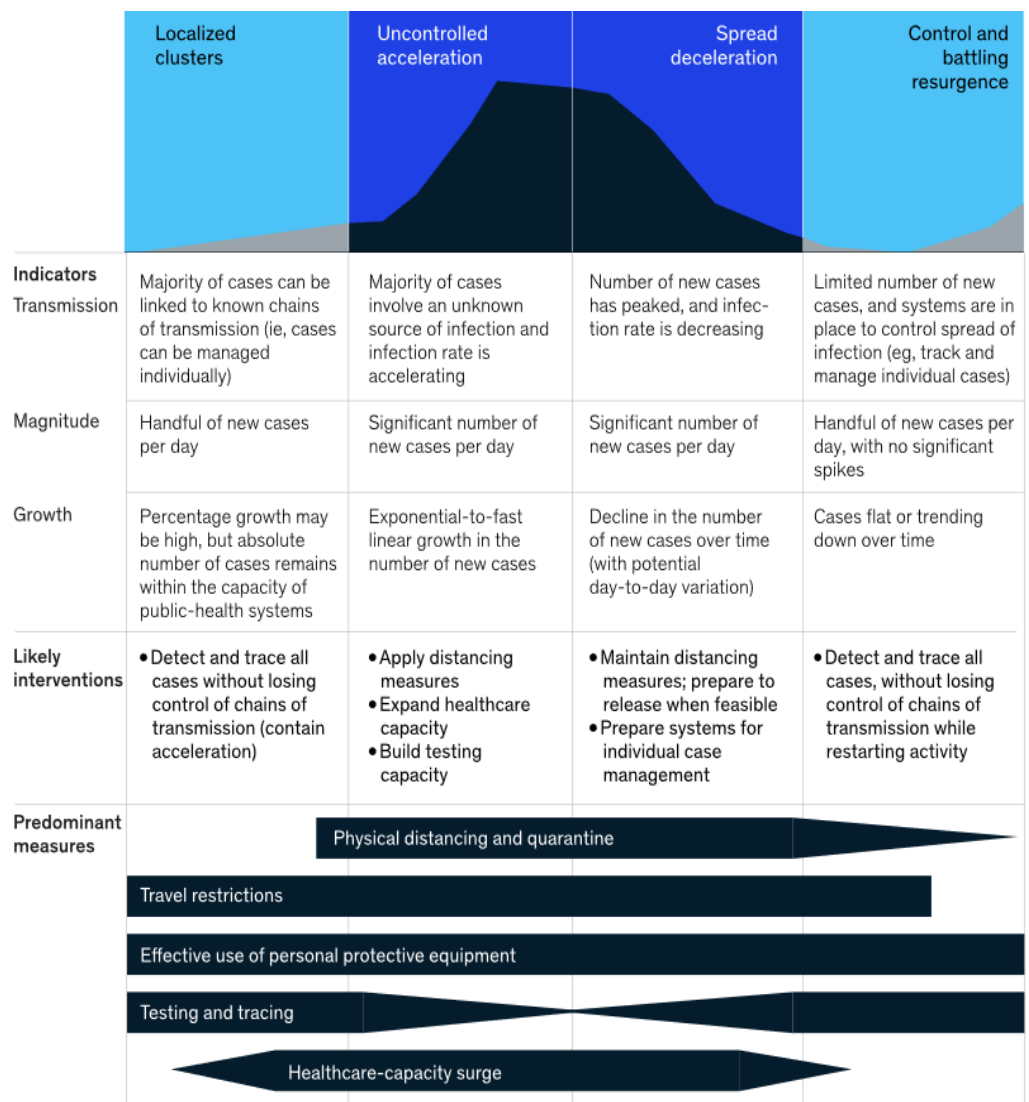 Localized
clusters
Uncontrolled
acceleration
Spread
deceleration
Control and
battling
resurgence
Indicators
Transmission
Majority of cases can be
linked to known chains
of transmission (ie, cases
can be managed
individually)
Majority of cases
involve an unknown
source of infection and
infection rate is
accelerating
Number of new cases
has peaked, and infec-
tion rate is decreasing
Limited number of new
cases, and systems are in
place to control spread of
infection (eg, track and
manage individual cases)
Magnitude
Handful of new cases
per day
Significant number of
new cases per day
Significant number of
new cases per day
Handful of new cases per
day, with no significant
spikes
Growth
Percentage growth may
be high, but absolute
number of cases remains
within the capacity of
public-health systems
Exponential-to-fast
linear growth in the
number of new cases
Decline in the number
of new cases over time
(with potential
day-to-day variation)
Cases flat or trending
down over time
Likely
interventions
• Detect and trace all
cases without losing
control of chains of
transmission (contain
acceleration)
• Apply distancing
measures
• Expand healthcare
capacity
• Build testing
capacity
• Maintain distancing
measures; prepare to
release when feasible
• Prepare systems for
individual case
management
• Detect and trace all
cases, without losing
control of chains of
transmission while
restarting activity
Predominant
measures
Physical distancing and quarantine
Travel restrictions
Effective use of personal protective equipment
Testing and tracing
Healthcare-capacity surge